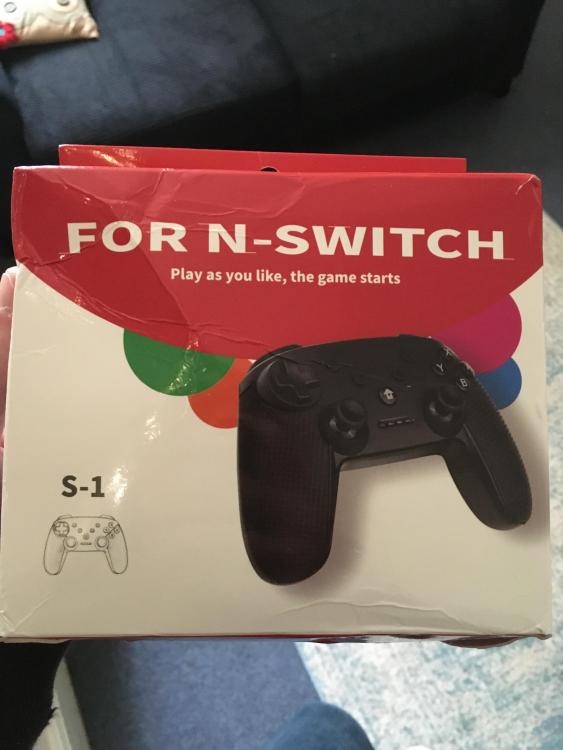 FOR N-SWITCH
Play as you like, the game starts
Y
B
S-1